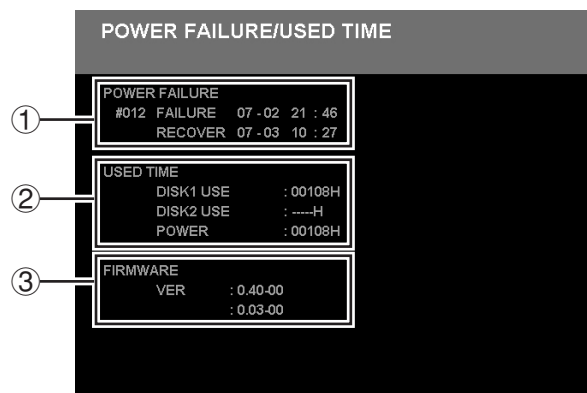 POWER FAILURE/USED TIME
① POWER FAILURE
#012 FAILURE 07-02 21 : 46
RECOVER 07-03 10 : 27
② USED TIME
DISK1 USE : 00108H
DISK2 USE : -----H
POWER : 00108H
③ FIRMWARE
VER : 0.40-00
: 0.03-00